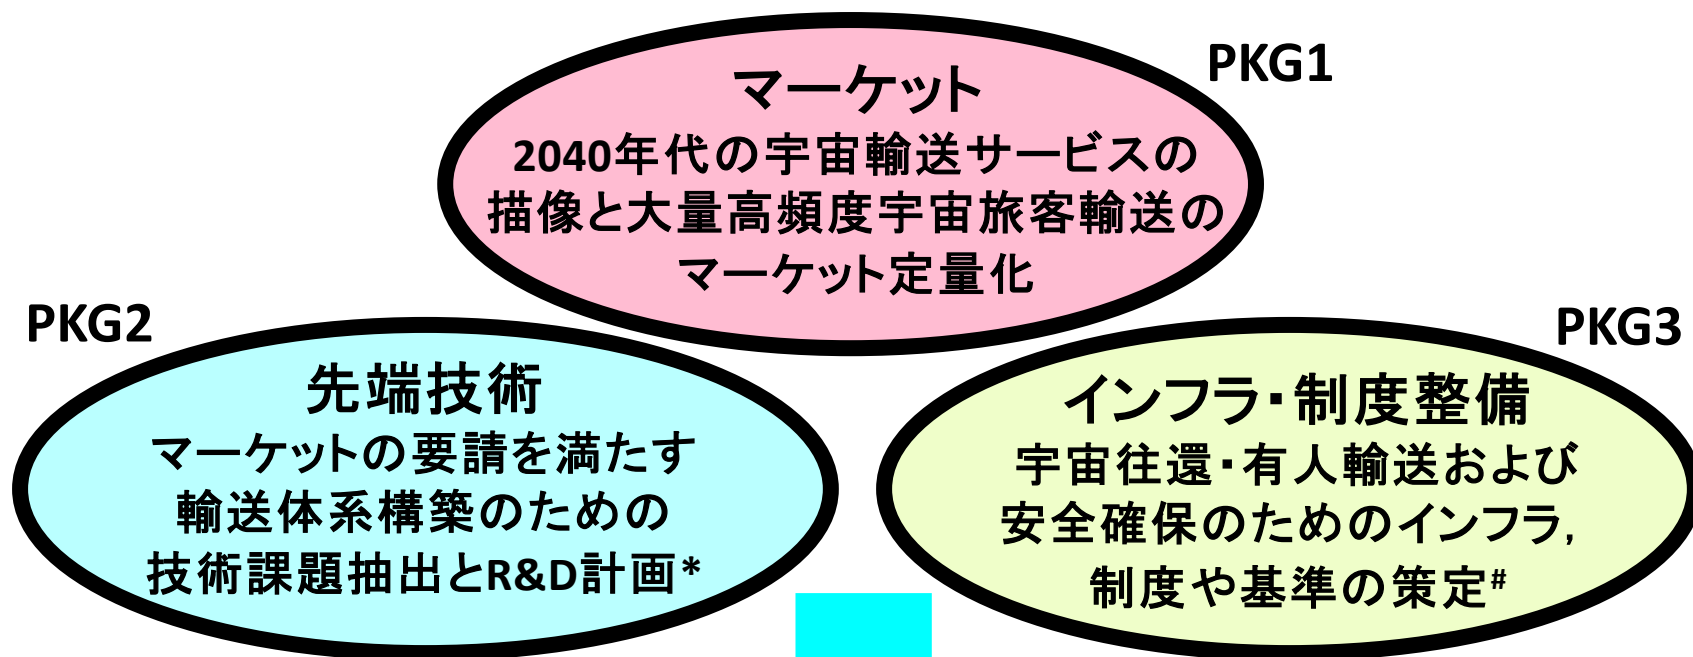 PKG1
マーケット
2040年代の宇宙輸送サービスの
描像と大量高頻度宇宙旅客輸送の
マーケット定量化
PKG2
先端技術
マーケットの要請を満たす
輸送体系構築のための
技術課題抽出とR&D計画*
PKG3
インフラ・制度整備
宇宙往還・有人輸送および
安全確保のためのインフラ,
制度や基準の策定#